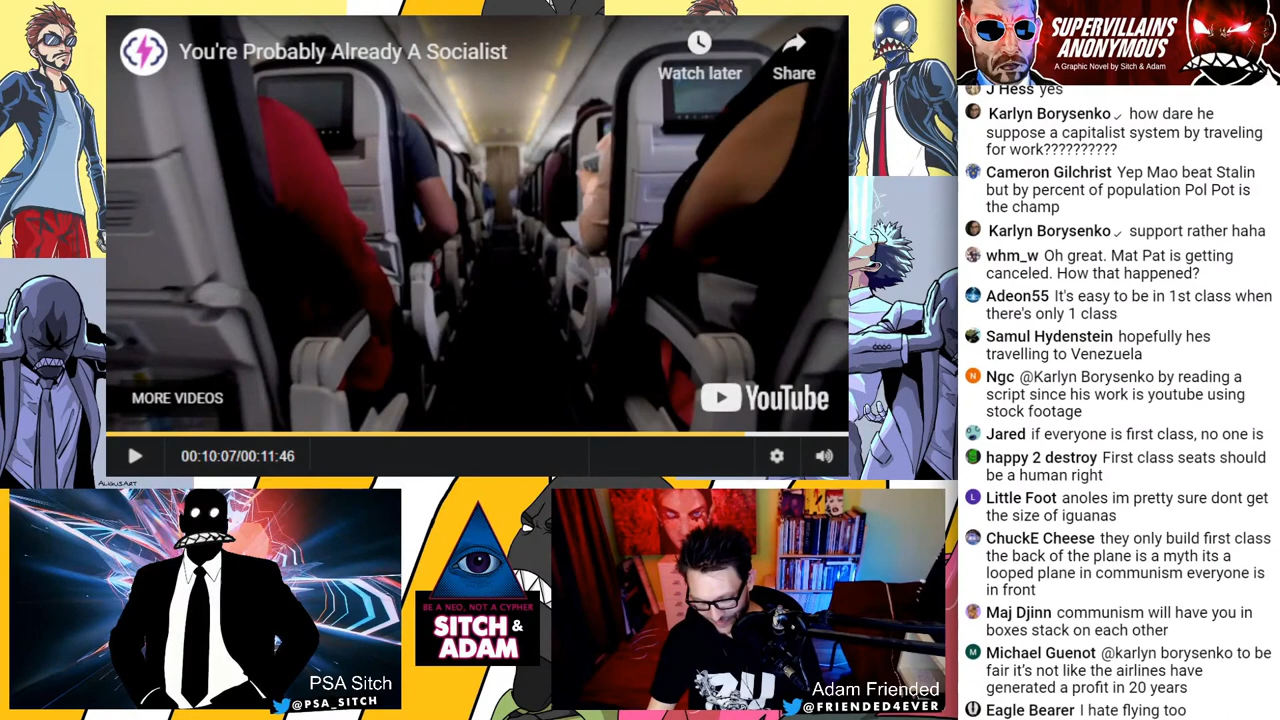 You're Probably Already A Socialist
Watch later
Share
MORE VIDEOS
YouTube
00:10:07/00:11:46
ALIGUSART
PSA Sitch
@PSA_SITCH
BE A NEO, NOT A CYPHER
SITCH &
ADAM
Adam Friended
@FRIENDED4EVER
SUPERVILLAINS
ANONYMOUS
A Graphic Novel by Sitch & Adam
J Hess yes
Karlyn Borysenko how dare he
suppose a capitalist system by traveling
for work??????????
Cameron Gilchrist Yep Mao beat Stalin
but by percent of population Pol Pot is
the champ
Karlyn Borysenko support rather haha
whm_w Oh great. Mat Pat is getting
canceled. How that happened?
Adeon55 It's easy to be in 1st class when
there's only 1 class
Samul Hydenstein hopefully hes
travelling to Venezuela
N
Ngc @Karlyn Borysenko by reading a
script since his work is youtube using
stock footage
Jared if everyone is first class, no one is
happy 2 destroy First class seats should
be a human right
L
Little Foot anoles im pretty sure dont get
the size of iguanas
ChuckE Cheese they only build first class
the back of the plane is a myth its a
looped plane in communism everyone is
in front
Maj Djinn communism will have you in
boxes stack on each other
M
Michael Guenot @karlyn borysenko to be
fair it's not like the airlines have
generated a profit in 20 years
Eagle Bearer I hate flying too